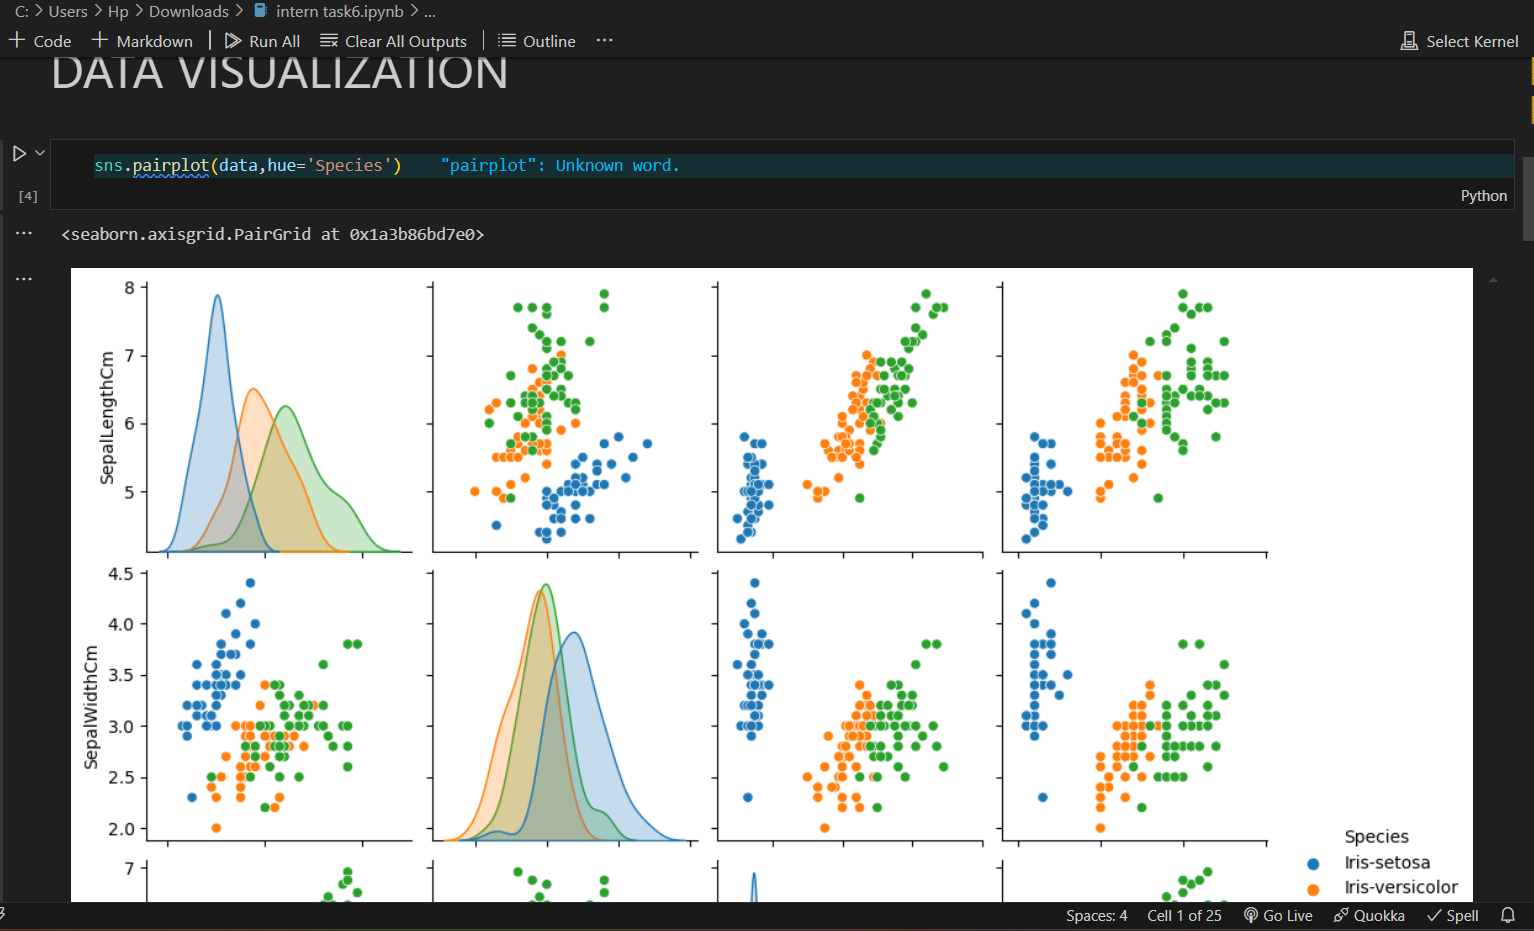 C: > Users > Hp > Downloads > intern task6.ipynb > ...
+ Code + Markdown | Run All Clear All Outputs | Outline ... Select Kernel
DATA VISUALIZATION
sns.pairplot(data,hue='Species') "pairplot": Unknown word.
[4]
Python
<seaborn.axisgrid.PairGrid at 0x1a3b86bd7e0>
8
7
6
5
SepalLengthCm
4.5
4.0
3.5
3.0
2.5
2.0
SepalWidthCm
7
Species
Iris-setosa
Iris-versicolor
Spaces: 4 Cell 1 of 25 Go Live Quokka Spell